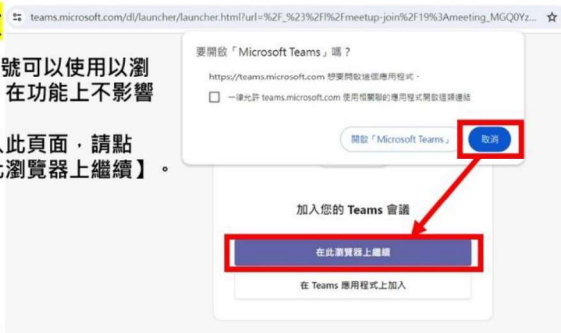 teams.microsoft.com/dl/launcher/launcher.html?url=%2F_%23%2Fl%2Fmeetup-join%2F19%3Ameeting_MGQ0Yz...
要開啟「Microsoft Teams」嗎？
https://teams.microsoft.com 想要開啟這個應用程式。
一律允許 teams.microsoft.com 使用相關聯的應用程式開啟這類連結
開啟「Microsoft Teams」
取消
號可以使用以瀏
在功能上不影響
此頁面，請點
瀏覽器上繼續】。
加入您的 Teams 會議
在此瀏覽器上繼續
在 Teams 應用程式上加入